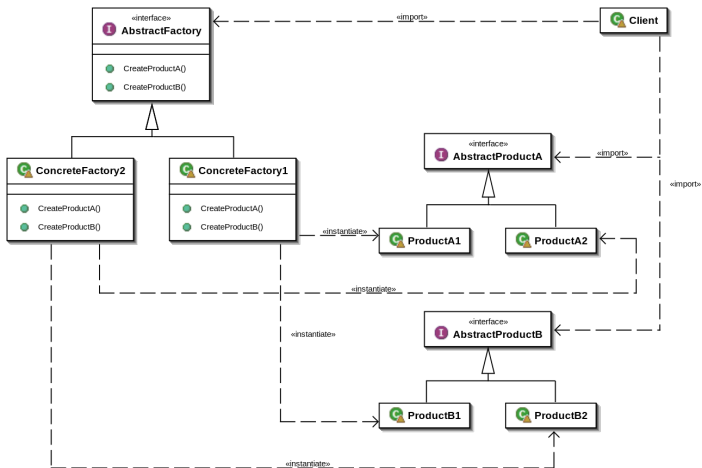 «interface»
AbstractFactory
CreateProductA()
CreateProductB()
«import»
Client
«interface»
AbstractProductA
«import»
«import»
ConcreteFactory2
CreateProductA()
CreateProductB()
ConcreteFactory1
CreateProductA()
CreateProductB()
«instantiate»
ProductA1
ProductA2
«instantiate»
«interface»
AbstractProductB
«instantiate»
ProductB1
ProductB2
«instantiate»